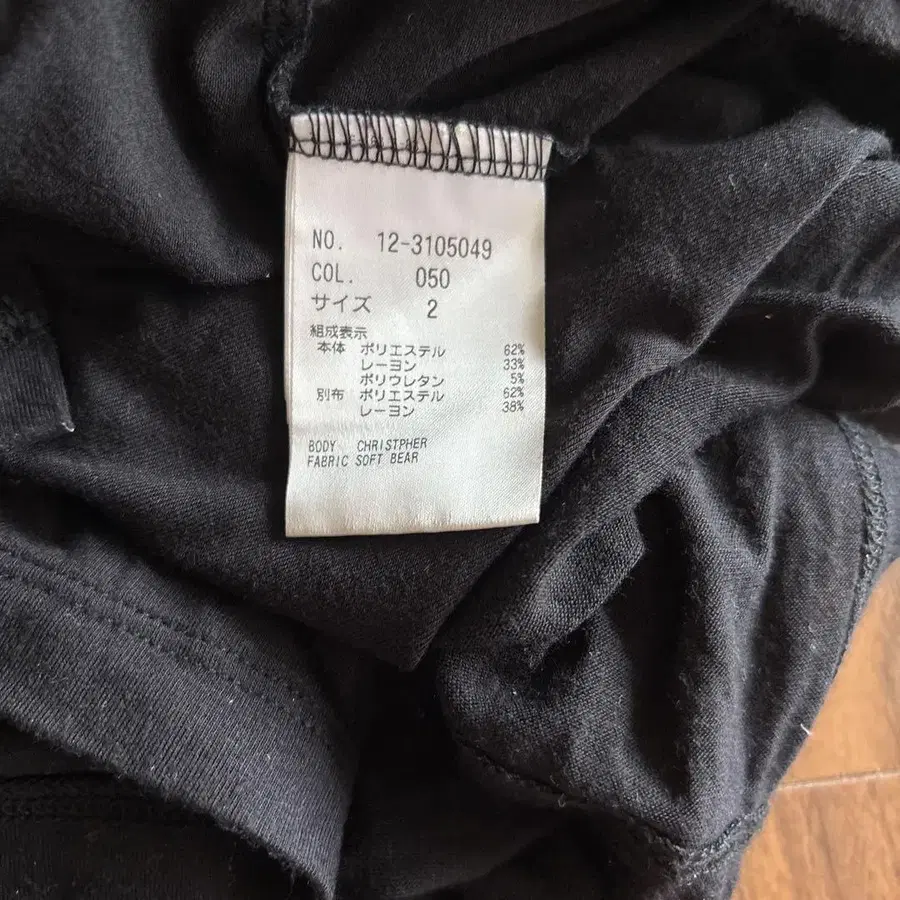 NO. 12-3105049
COL. 050
サイズ 2
組成表示
本体 ポリエステル 62%
レーヨン 33%
ポリウレタン 5%
別布 ポリエステル 62%
レーヨン 38%
BODY CHRISTPHER
FABRIC SOFT BEAR